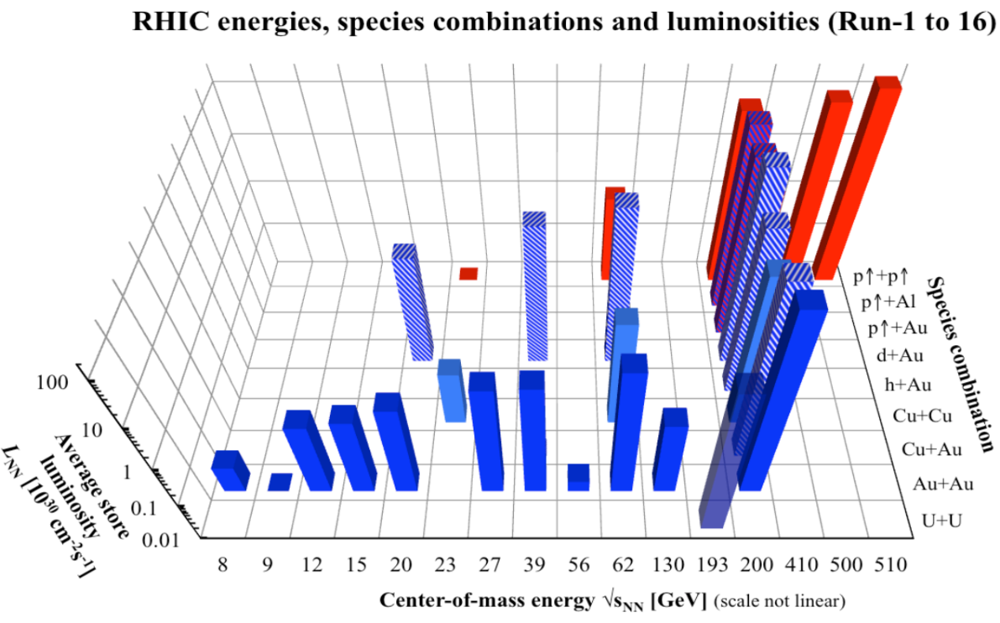 RHIC energies, species combinations and luminosities (Run-1 to 16)
p↑+p↑
p↑+Al
p↑+Au
d+Au
h+Au
Cu+Cu
Cu+Au
Au+Au
U+U
Species combination
100
10
1
0.1
0.01
Average store
luminosity
L_NN [10³⁰ cm⁻²s⁻¹]
8 9 12 15 20 23 27 39 56 62 130 193 200 410 500 510
Center-of-mass energy √s_NN [GeV] (scale not linear)